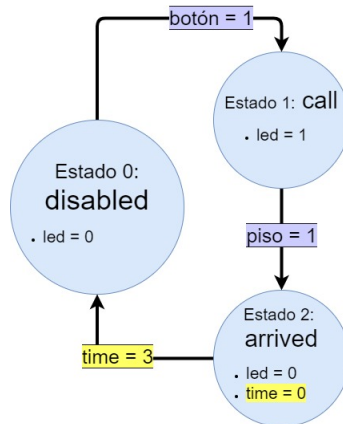 botón = 1
Estado 1: call
• led = 1
Estado 0:
disabled
• led = 0
piso = 1
Estado 2:
arrived
• led = 0
• time = 0
time = 3